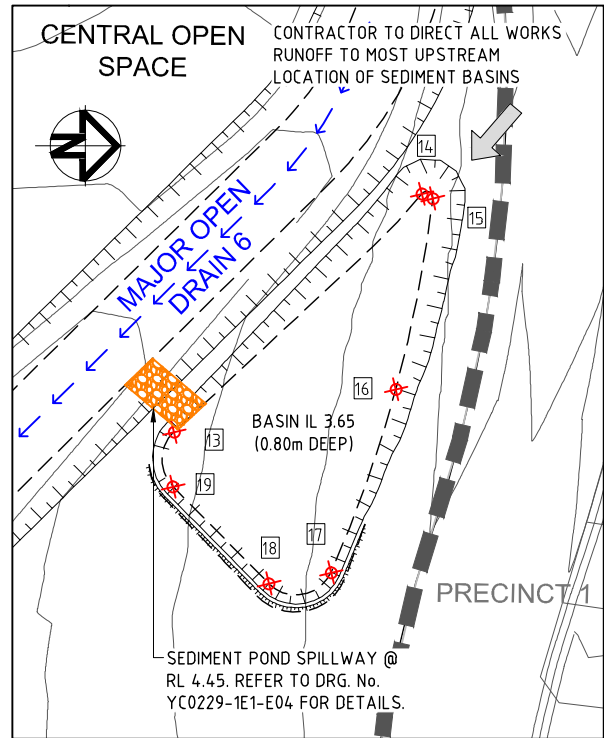 CENTRAL OPEN
SPACE
CONTRACTOR TO DIRECT ALL WORKS
RUNOFF TO MOST UPSTREAM
LOCATION OF SEDIMENT BASINS
N
14
15
MAJOR OPEN
DRAIN 6
16
BASIN IL 3.65
(0.80m DEEP)
13
19
18
17
PRECINCT 1
SEDIMENT POND SPILLWAY @
RL 4.45. REFER TO DRG. No.
YC0229-1E1-E04 FOR DETAILS.